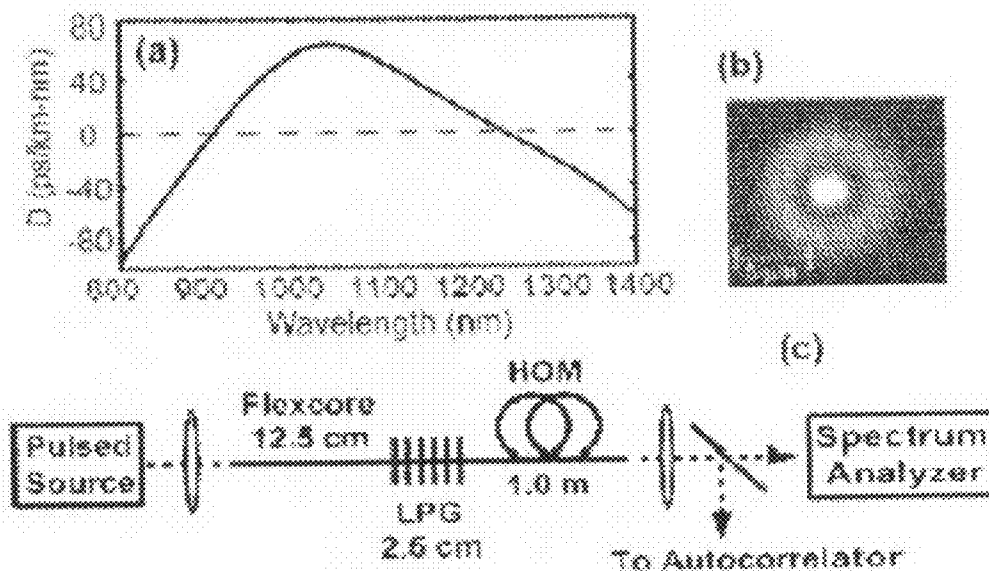 (a)
D (ps/km-nm)
80
40
0
-40
-80
800 900 1000 1100 1200 1300 1400
Wavelength (nm)
(b)
(c)
Pulsed
Source
Flexcore
12.5 cm
LPG
2.5 cm
HOM
1.0 m
Spectrum
Analyzer
To Autocorrelator